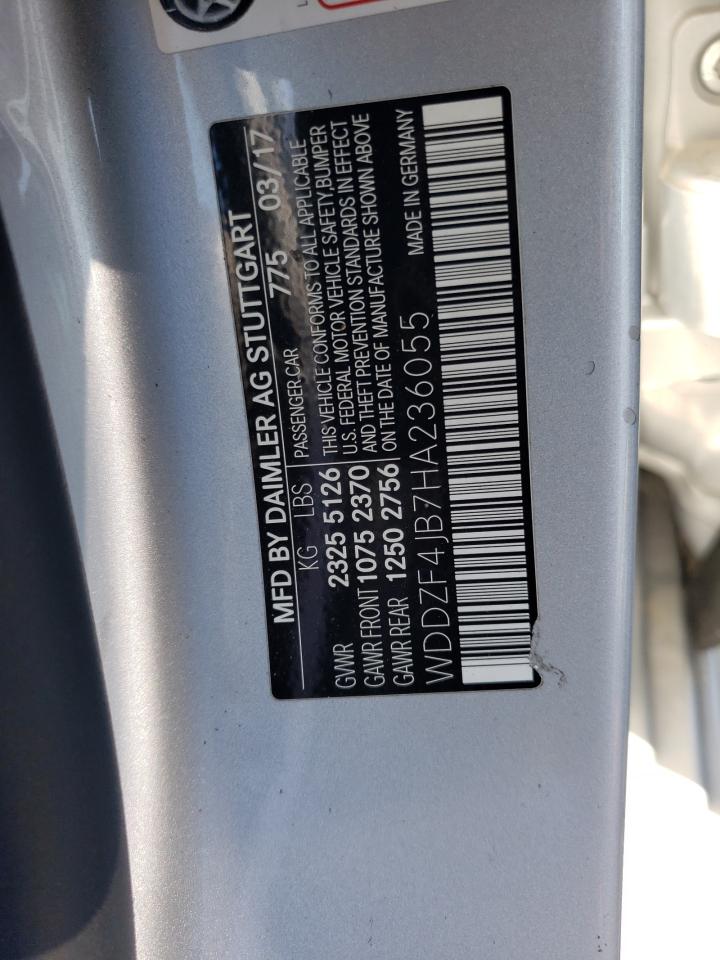 MFD BY DAIMLER AG STUTTGART
KG LBS PASSENGER CAR 775 03/17
GVWR 2325 5126 THIS VEHICLE CONFORMS TO ALL APPLICABLE
U.S. FEDERAL MOTOR VEHICLE SAFETY, BUMPER
GAWR FRONT 1075 2370 AND THEFT PREVENTION STANDARDS IN EFFECT
GAWR REAR 1250 2756 ON THE DATE OF MANUFACTURE SHOWN ABOVE
WDDZF4JB7HA236055 MADE IN GERMANY